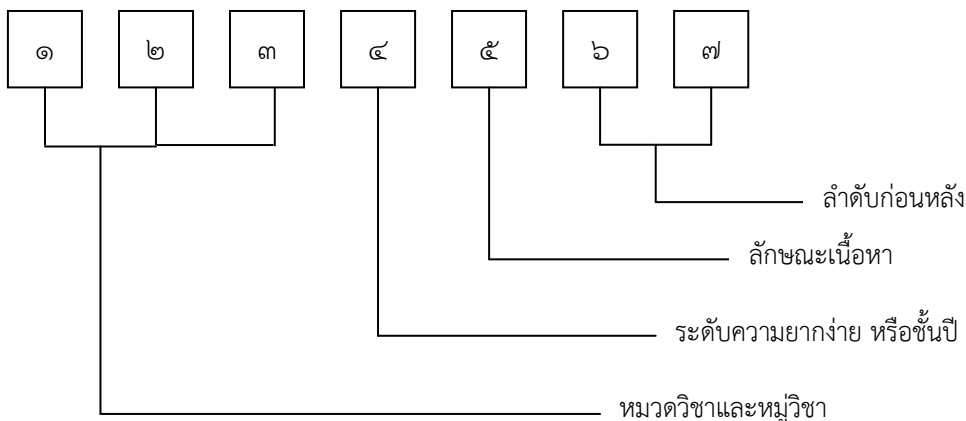 ๑ ๒ ๓ ๔ ๕ ๖ ๗
ลำดับก่อนหลัง
ลักษณะเนื้อหา
ระดับความยากง่าย หรือชั้นปี
หมวดวิชาและหมู่วิชา